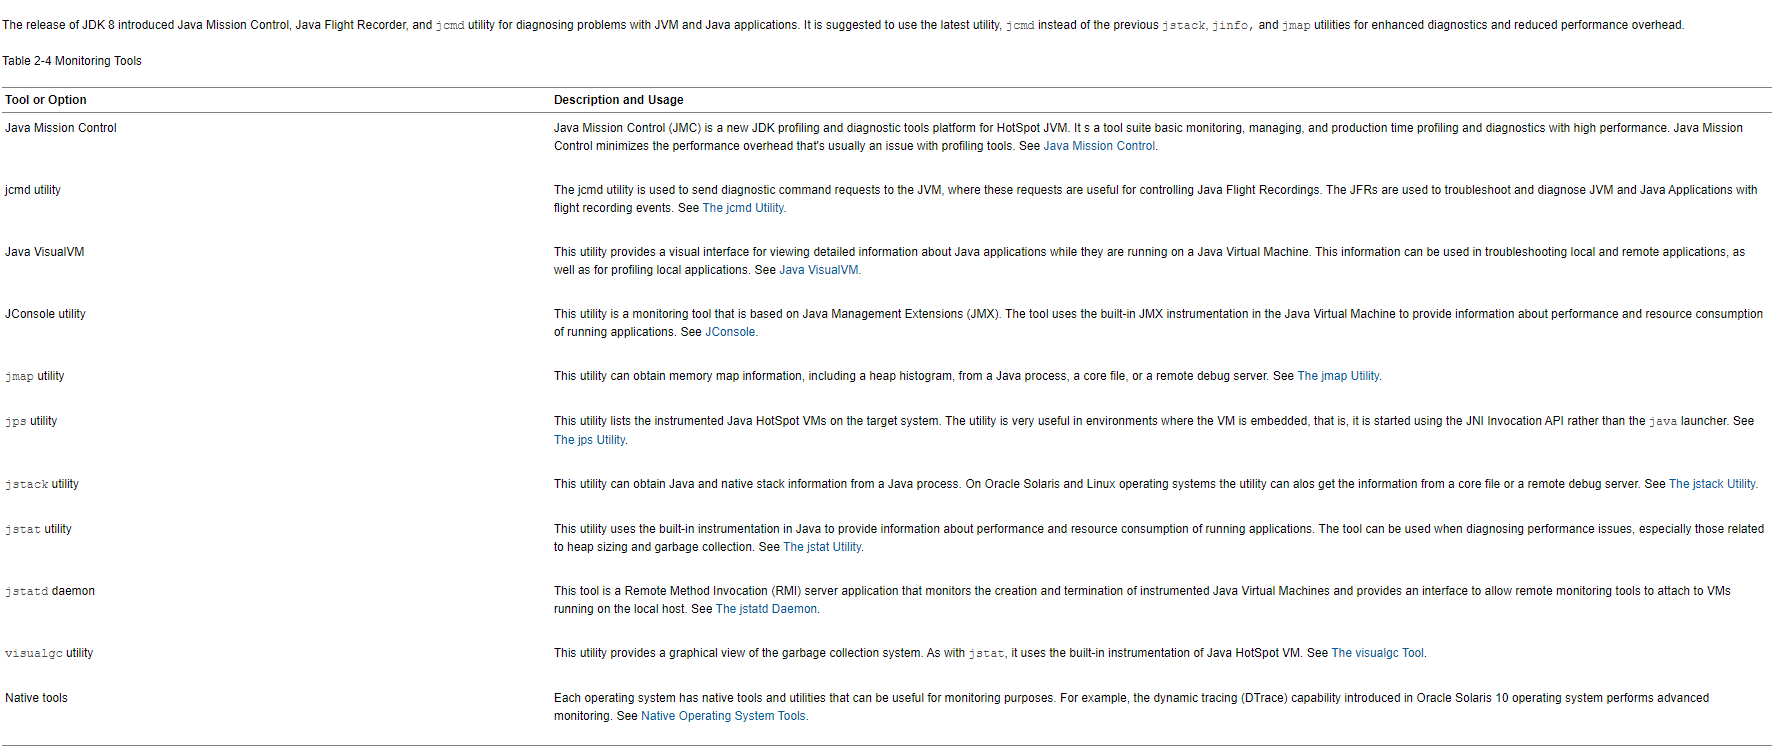 The release of JDK 8 introduced Java Mission Control, Java Flight Recorder, and jcmd utility for diagnosing problems with JVM and Java applications. It is suggested to use the latest utility, jcmd instead of the previous jstack, jinfo, and jmap utilities for enhanced diagnostics and reduced performance overhead.
Table 2-4 Monitoring Tools
Tool or Option Description and Usage
Java Mission Control Java Mission Control (JMC) is a new JDK profiling and diagnostic tools platform for HotSpot JVM. It s a tool suite basic monitoring, managing, and production time profiling and diagnostics with high performance. Java Mission
Control minimizes the performance overhead that's usually an issue with profiling tools. See Java Mission Control.
jcmd utility The jcmd utility is used to send diagnostic command requests to the JVM, where these requests are useful for controlling Java Flight Recordings. The JFRs are used to troubleshoot and diagnose JVM and Java Applications with
flight recording events. See The jcmd Utility.
Java VisualVM This utility provides a visual interface for viewing detailed information about Java applications while they are running on a Java Virtual Machine. This information can be used in troubleshooting local and remote applications, as
well as for profiling local applications. See Java VisualVM.
JConsole utility This utility is a monitoring tool that is based on Java Management Extensions (JMX). The tool uses the built-in JMX instrumentation in the Java Virtual Machine to provide information about performance and resource consumption
of running applications. See JConsole.
jmap utility This utility can obtain memory map information, including a heap histogram, from a Java process, a core file, or a remote debug server. See The jmap Utility.
jps utility This utility lists the instrumented Java HotSpot VMs on the target system. The utility is very useful in environments where the VM is embedded, that is, it is started using the JNI Invocation API rather than the java launcher. See
The jps Utility.
jstack utility This utility can obtain Java and native stack information from a Java process. On Oracle Solaris and Linux operating systems the utility can alos get the information from a core file or a remote debug server. See The jstack Utility.
jstat utility This utility uses the built-in instrumentation in Java to provide information about performance and resource consumption of running applications. The tool can be used when diagnosing performance issues, especially those related
to heap sizing and garbage collection. See The jstat Utility.
jstatd daemon This tool is a Remote Method Invocation (RMI) server application that monitors the creation and termination of instrumented Java Virtual Machines and provides an interface to allow remote monitoring tools to attach to VMs
running on the local host. See The jstatd Daemon.
visualgc utility This utility provides a graphical view of the garbage collection system. As with jstat, it uses the built-in instrumentation of Java HotSpot VM. See The visualgc Tool.
Native tools Each operating system has native tools and utilities that can be useful for monitoring purposes. For example, the dynamic tracing (DTrace) capability introduced in Oracle Solaris 10 operating system performs advanced
monitoring. See Native Operating System Tools.